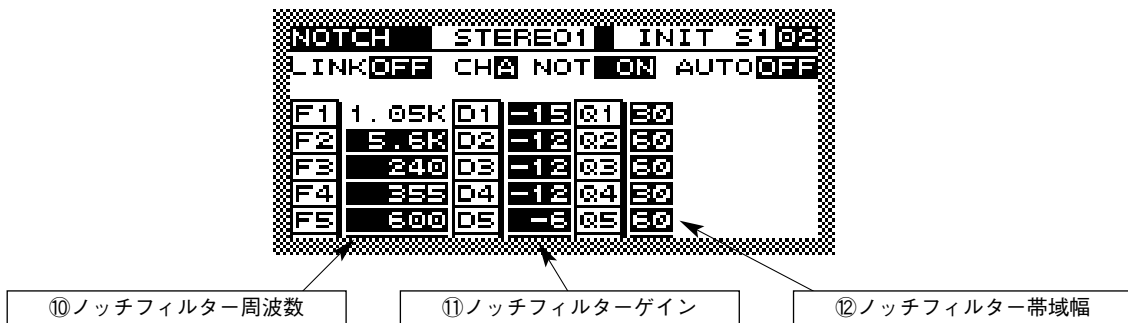 NOTCH STEREO1 INIT S1 02
LINK OFF CH A NOT ON AUTO OFF
F1 1.05K D1 -15 Q1 30
F2 5.6K D2 -12 Q2 60
F3 240 D3 -12 Q3 60
F4 355 D4 -12 Q4 30
F5 600 D5 -6 Q5 60
⑩ノッチフィルター周波数 ⑪ノッチフィルターゲイン ⑫ノッチフィルター帯域幅